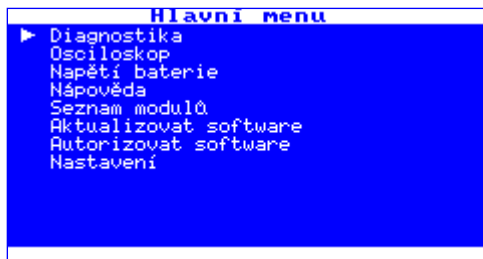 Hlavní menu
Diagnostika
Osciloskop
Napětí baterie
Nápověda
Seznam modulů
Aktualizovat software
Autorizovat software
Nastavení